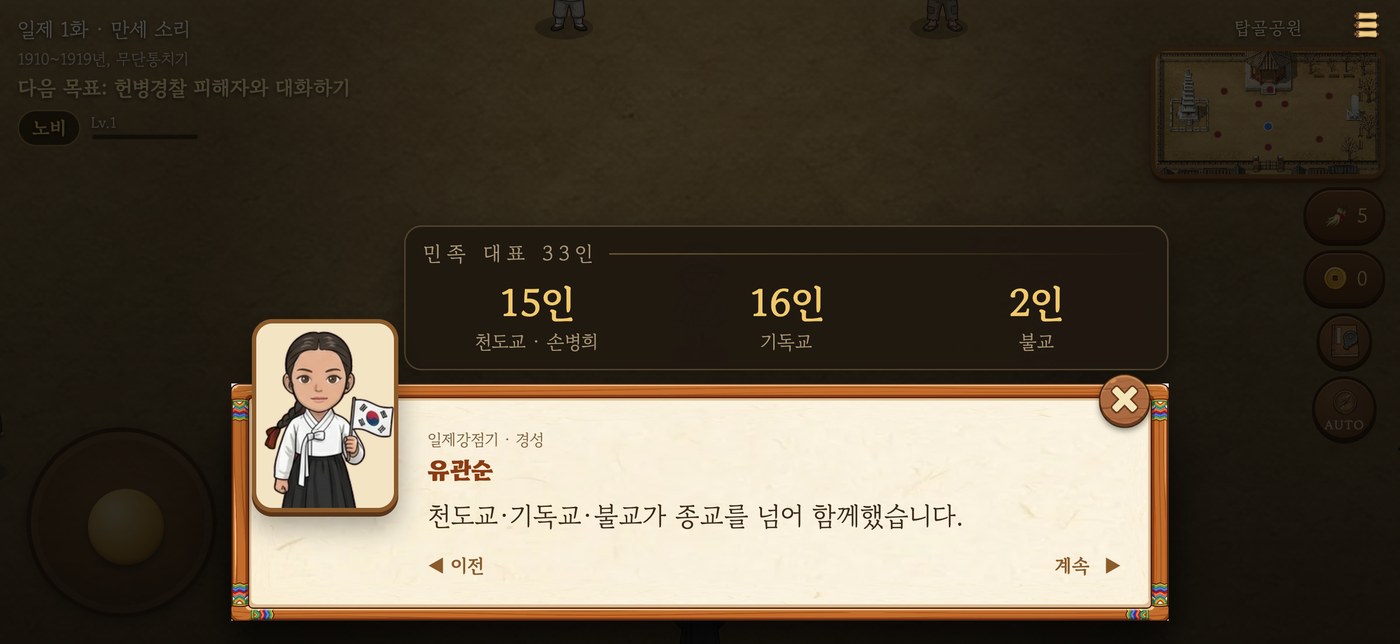 일제 1화 · 만세 소리
1910~1919년, 무단통치기
다음 목표: 헌병경찰 피해자와 대화하기
노비 Lv.1
탑골공원
5
0
AUTO
민족 대표 33인
15인 16인 2인
천도교 · 손병희 기독교 불교
일제강점기 · 경성
유관순
천도교·기독교·불교가 종교를 넘어 함께했습니다.
◀ 이전 계속 ▶